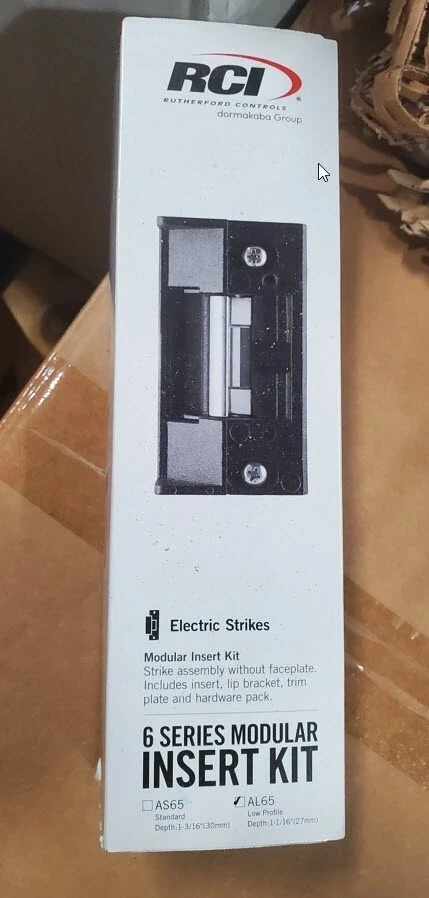 RCI
RUTHERFORD CONTROLS
dormakaba Group
Electric Strikes
Modular Insert Kit
Strike assembly without faceplate.
Includes insert, lip bracket, trim
plate and hardware pack.
6 SERIES MODULAR
INSERT KIT
☐ AS65 ☑ AL65
Standard Low Profile
Depth:1-3/16"(30mm) Depth:1-1/16"(27mm)